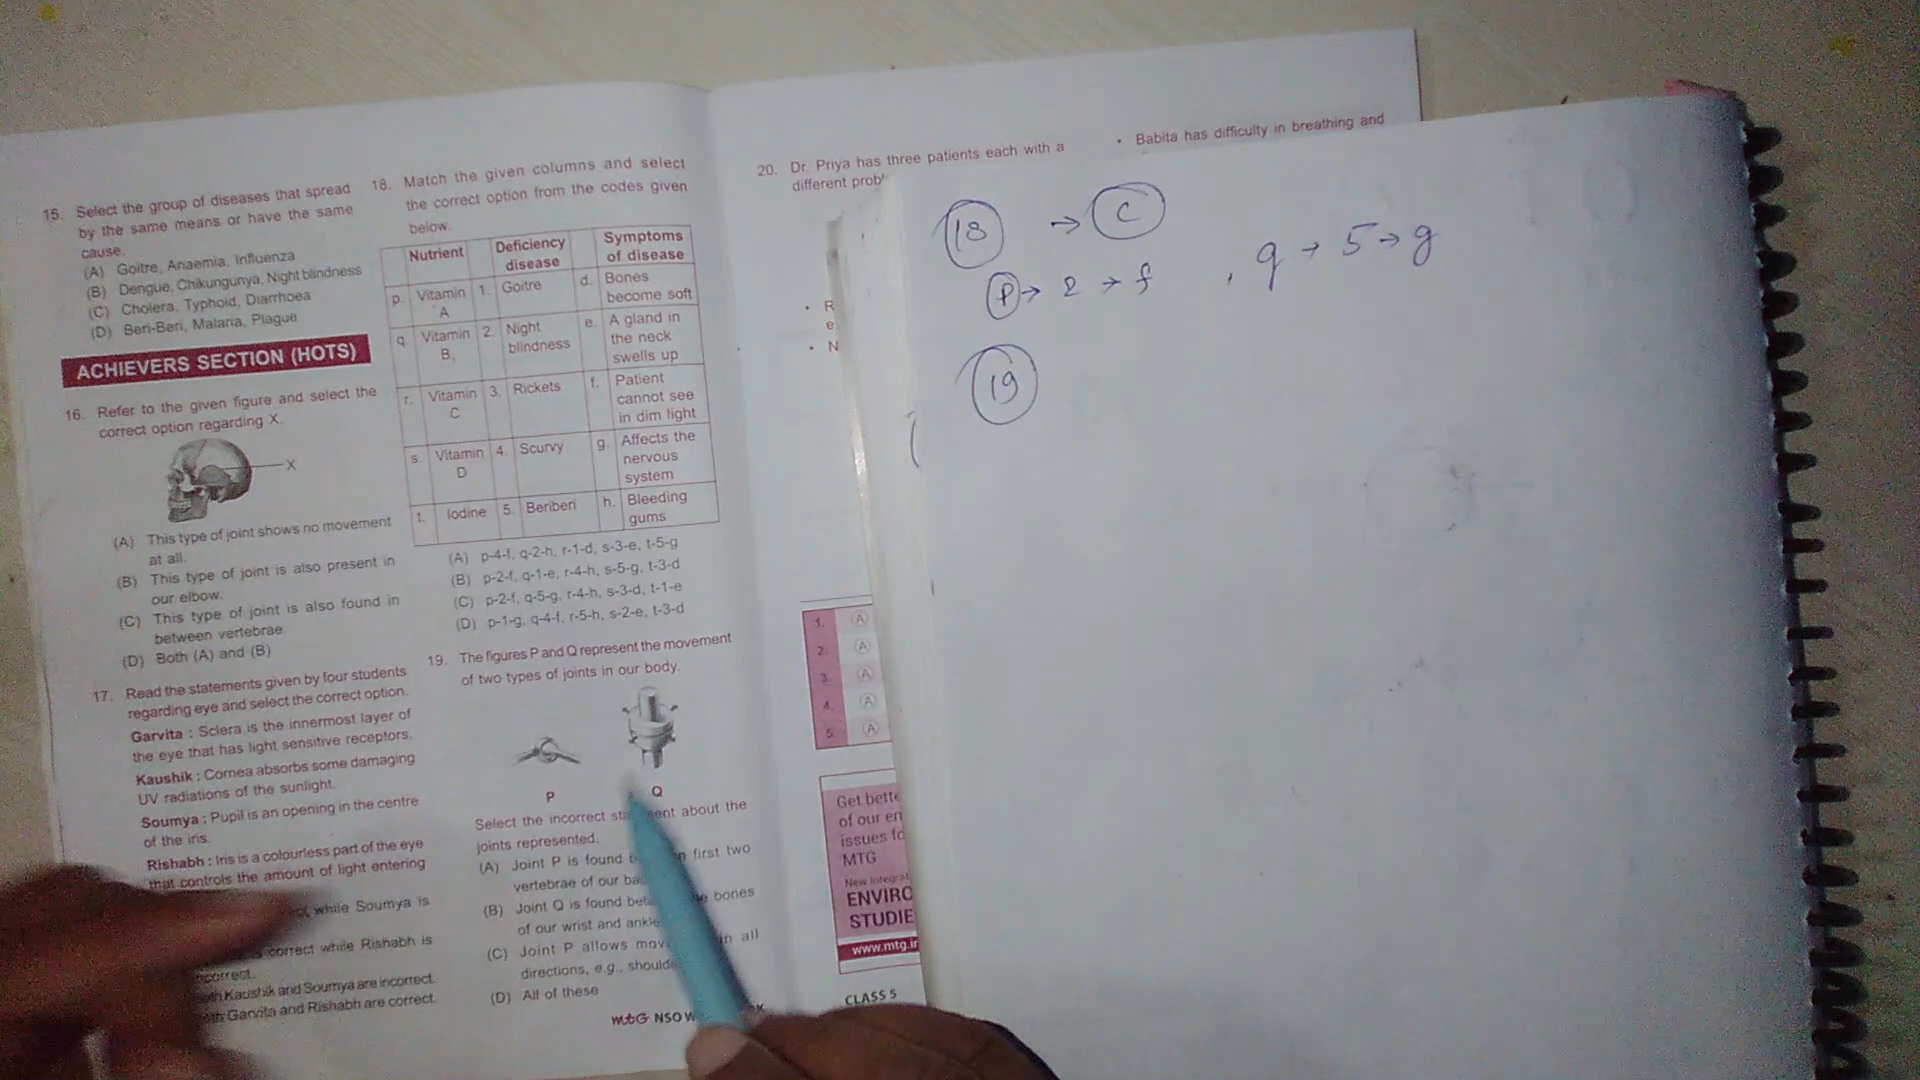 15. Select the group of diseases that spread
by the same means or have the same
cause.
(A) Goitre, Anaemia, Influenza
(B) Dengue, Chikungunya, Night blindness
(C) Cholera, Typhoid, Diarrhoea
(D) Beri-Beri, Malaria, Plague
ACHIEVERS SECTION (HOTS)
16. Refer to the given figure and select the
correct option regarding X.
X
(A) This type of joint shows no movement
at all.
(B) This type of joint is also present in
our elbow.
(C) This type of joint is also found in
between vertebrae.
(D) Both (A) and (B)
17. Read the statements given by four students
regarding eye and select the correct option.
Garvita : Sclera is the innermost layer of
the eye that has light sensitive receptors.
Kaushik : Cornea absorbs some damaging
UV radiations of the sunlight.
Soumya : Pupil is an opening in the centre
of the iris.
Rishabh : Iris is a colourless part of the eye
that controls the amount of light entering
while Soumya is
correct while Rishabh is
Kaushik and Soumya are incorrect.
Garvita and Rishabh are correct.
18. Match the given columns and select
the correct option from the codes given
below.
Nutrient Deficiency disease Symptoms of disease
p. Vitamin A 1. Goitre d. Bones become soft
q. Vitamin B₁ 2. Night blindness e. A gland in the neck swells up
r. Vitamin C 3. Rickets f. Patient cannot see in dim light
s. Vitamin D 4. Scurvy g. Affects the nervous system
t. Iodine 5. Beriberi h. Bleeding gums
(A) p-4-f, q-2-h, r-1-d, s-3-e, t-5-g
(B) p-2-f, q-1-e, r-4-h, s-5-g, t-3-d
(C) p-2-f, q-5-g, r-4-h, s-3-d, t-1-e
(D) p-1-g, q-4-f, r-5-h, s-2-e, t-3-d
19. The figures P and Q represent the movement
of two types of joints in our body.
P Q
Select the incorrect about the
joints represented.
(A) Joint P is found first two
vertebrae of our
(B) Joint Q is found bones
of our wrist and
(C) Joint P allows in all
directions, e.g.,
(D) All of these
mtG NSO
20. Dr. Priya has three patients each with a
different
• Babita has difficulty in breathing and
• R
e
• N
1. A
2. A
3. A
4. A
5. A
Get
of our
issues
MTG
New
ENVIRO
STUDIE
www.mtg.in
CLASS 5
18 → C
P → 2 → f , q → 5 → g
19